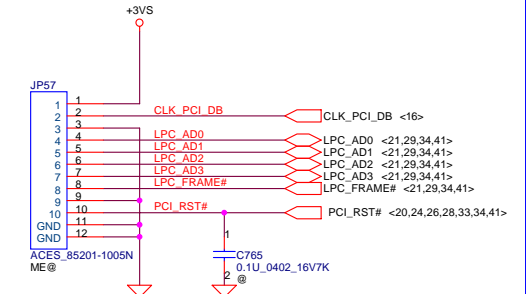 +3VS
JP57
1 1
2 2 CLK_PCI_DB CLK_PCI_DB <16>
3 3
4 4 LPC_AD0 LPC_AD0 <21,29,34,41>
5 5 LPC_AD1 LPC_AD1 <21,29,34,41>
6 6 LPC_AD2 LPC_AD2 <21,29,34,41>
7 7 LPC_AD3 LPC_AD3 <21,29,34,41>
8 8 LPC_FRAME# LPC_FRAME# <21,29,34,41>
9 9
10 10 PCI_RST# PCI_RST# <20,24,26,28,33,34,41>
GND 11
GND 12
1
ACES_85201-1005N
ME@
C765
0.1U_0402_16V7K
2
@